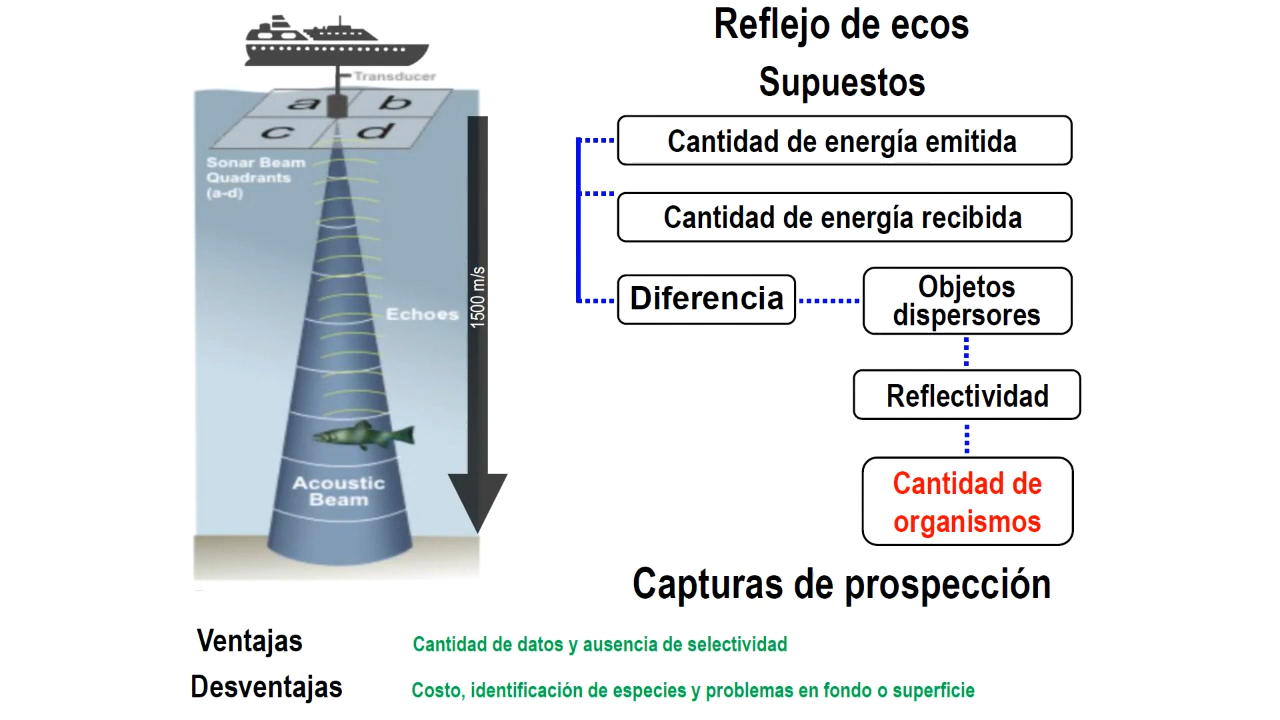 Reflejo de ecos
Supuestos
Transducer
a b
c d
Sonar Beam
Quadrants
(a-d)
Echoes
1500 m/s
Acoustic
Beam
Cantidad de energía emitida
Cantidad de energía recibida
Diferencia
Objetos
dispersores
Reflectividad
Cantidad de
organismos
Capturas de prospección
Ventajas
Cantidad de datos y ausencia de selectividad
Desventajas
Costo, identificación de especies y problemas en fondo o superficie